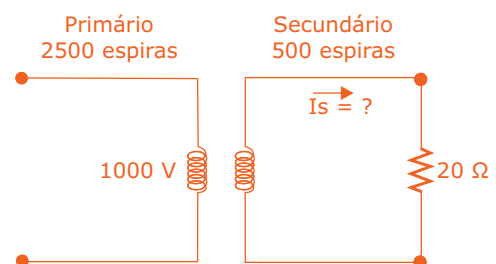 Primário
2500 espiras
Secundário
500 espiras
Is = ?
1000 V
20 Ω